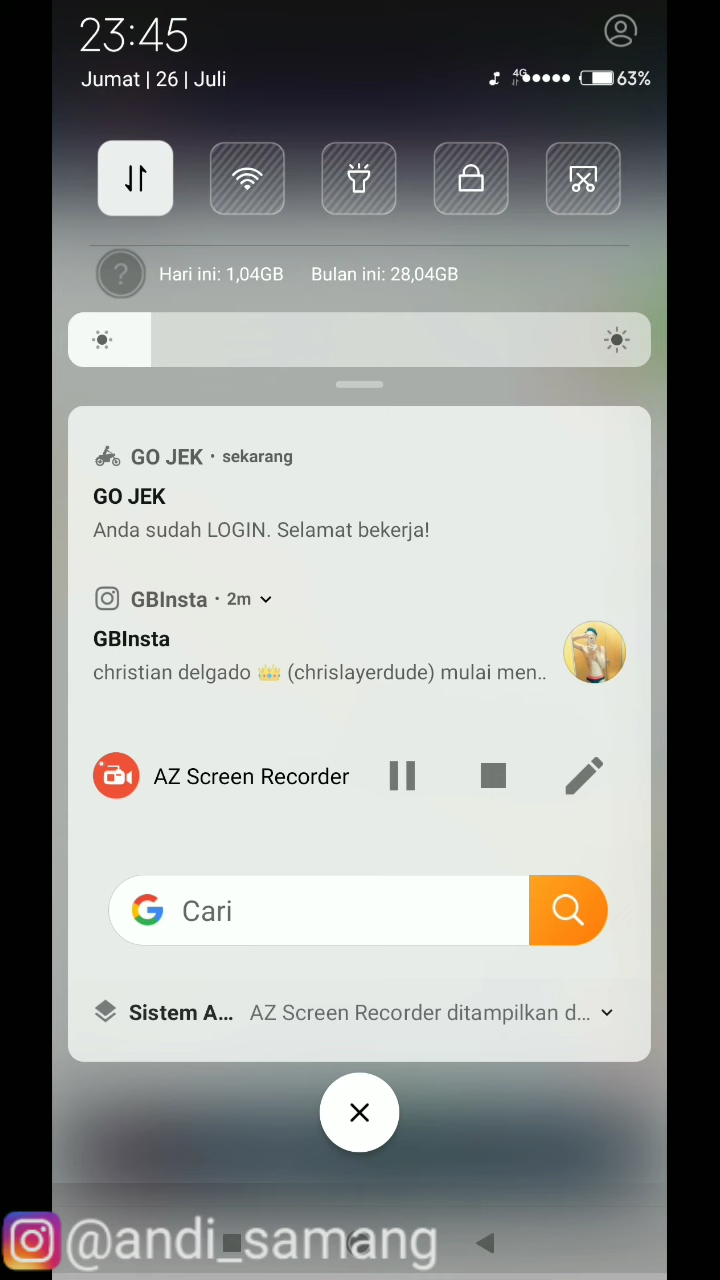 23:45
Jumat | 26 | Juli
4G 63%
Hari ini: 1,04GB Bulan ini: 28,04GB
GO JEK · sekarang
GO JEK
Anda sudah LOGIN. Selamat bekerja!
GBInsta · 2m
GBInsta
christian delgado 👑 (chrislayerdude) mulai men..
AZ Screen Recorder
Cari
Sistem A... AZ Screen Recorder ditampilkan d...
@andi_samang